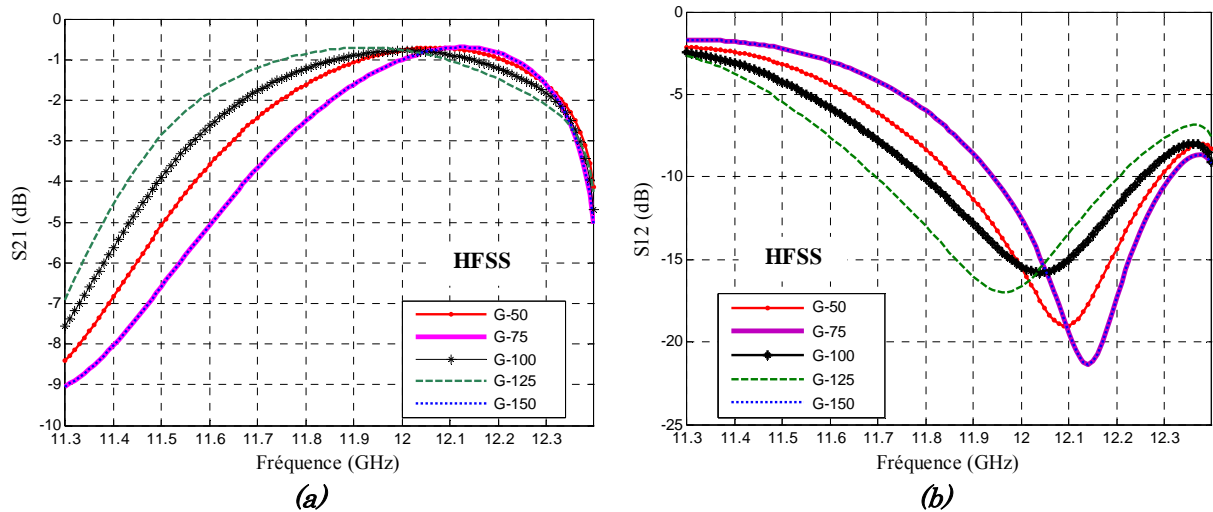 0
-1
-2
-3
-4
-5
-6
-7
-8
-9
-10
S21 (dB)
HFSS
G-50
G-75
G-100
G-125
G-150
11.3 11.4 11.5 11.6 11.7 11.8 11.9 12 12.1 12.2 12.3
Fréquence (GHz)
(a)
0
-5
-10
-15
-20
-25
S12 (dB)
HFSS
G-50
G-75
G-100
G-125
G-150
11.3 11.4 11.5 11.6 11.7 11.8 11.9 12 12.1 12.2 12.3
Fréquence (GHz)
(b)